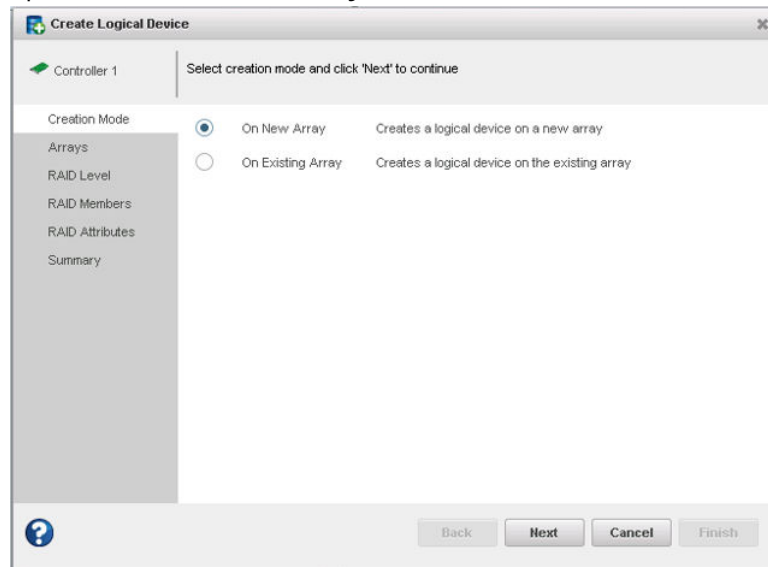 Create Logical Device
Controller 1
Select creation mode and click 'Next' to continue
Creation Mode
Arrays
RAID Level
RAID Members
RAID Attributes
Summary
On New Array Creates a logical device on a new array
On Existing Array Creates a logical device on the existing array
Back Next Cancel Finish